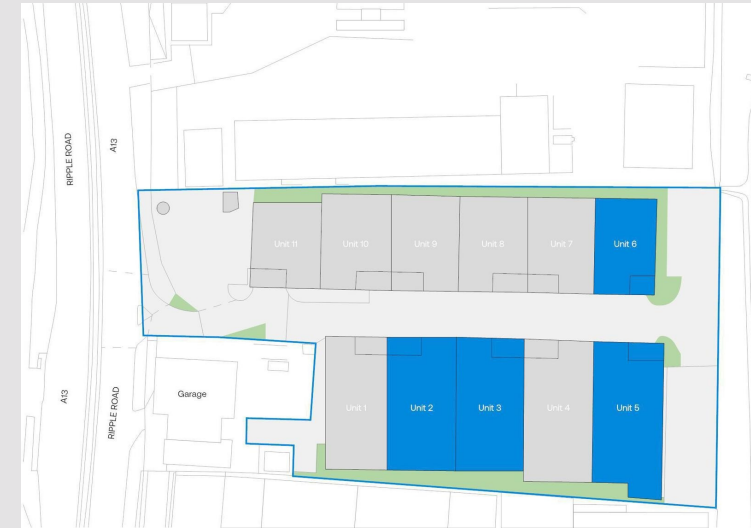 RIPPLE ROAD
A13
Unit 11
Unit 10
Unit 9
Unit 8
Unit 7
Unit 6
A13
RIPPLE ROAD
Garage
Unit 1
Unit 2
Unit 3
Unit 4
Unit 5